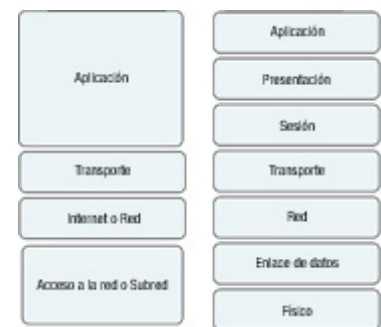 Aplicación
Transporte
Internet o Red
Acceso a la red o Subred
Aplicación
Presentación
Sesión
Transporte
Red
Enlace de datos
Físico